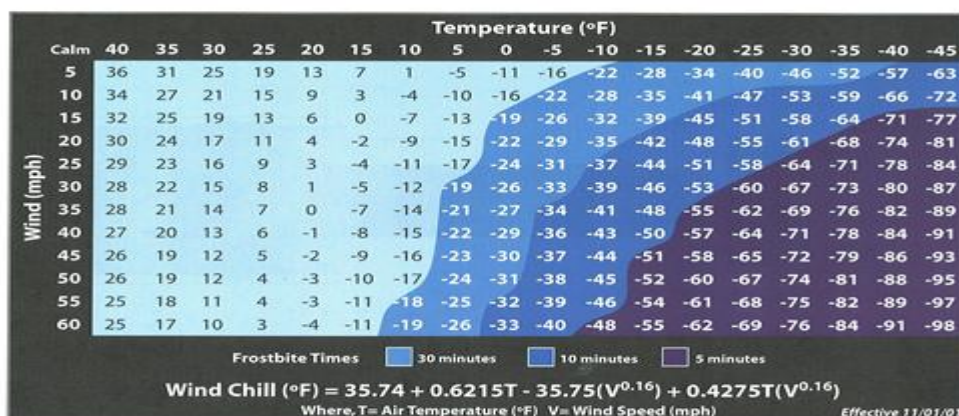 Temperature (°F)
Calm 40 35 30 25 20 15 10 5 0 -5 -10 -15 -20 -25 -30 -35 -40 -45
5 36 31 25 19 13 7 1 -5 -11 -16 -22 -28 -34 -40 -46 -52 -57 -63
10 34 27 21 15 9 3 -4 -10 -16 -22 -28 -35 -41 -47 -53 -59 -66 -72
15 32 25 19 13 6 0 -7 -13 -19 -26 -32 -39 -45 -51 -58 -64 -71 -77
20 30 24 17 11 4 -2 -9 -15 -22 -29 -35 -42 -48 -55 -61 -68 -74 -81
25 29 23 16 9 3 -4 -11 -17 -24 -31 -37 -44 -51 -58 -64 -71 -78 -84
30 28 22 15 8 1 -5 -12 -19 -26 -33 -39 -46 -53 -60 -67 -73 -80 -87
35 28 21 14 7 0 -7 -14 -21 -27 -34 -41 -48 -55 -62 -69 -76 -82 -89
40 27 20 13 6 -1 -8 -15 -22 -29 -36 -43 -50 -57 -64 -71 -78 -84 -91
45 26 19 12 5 -2 -9 -16 -23 -30 -37 -44 -51 -58 -65 -72 -79 -86 -93
50 26 19 12 4 -3 -10 -17 -24 -31 -38 -45 -52 -60 -67 -74 -81 -88 -95
55 25 18 11 4 -3 -11 -18 -25 -32 -39 -46 -54 -61 -68 -75 -82 -89 -97
60 25 17 10 3 -4 -11 -19 -26 -33 -40 -48 -55 -62 -69 -76 -84 -91 -98
Wind (mph)
Frostbite Times 30 minutes 10 minutes 5 minutes
Wind Chill (°F) = 35.74 + 0.6215T - 35.75(V^0.16) + 0.4275T(V^0.16)
Where, T= Air Temperature (°F) V= Wind Speed (mph)
Effective 11/01/01